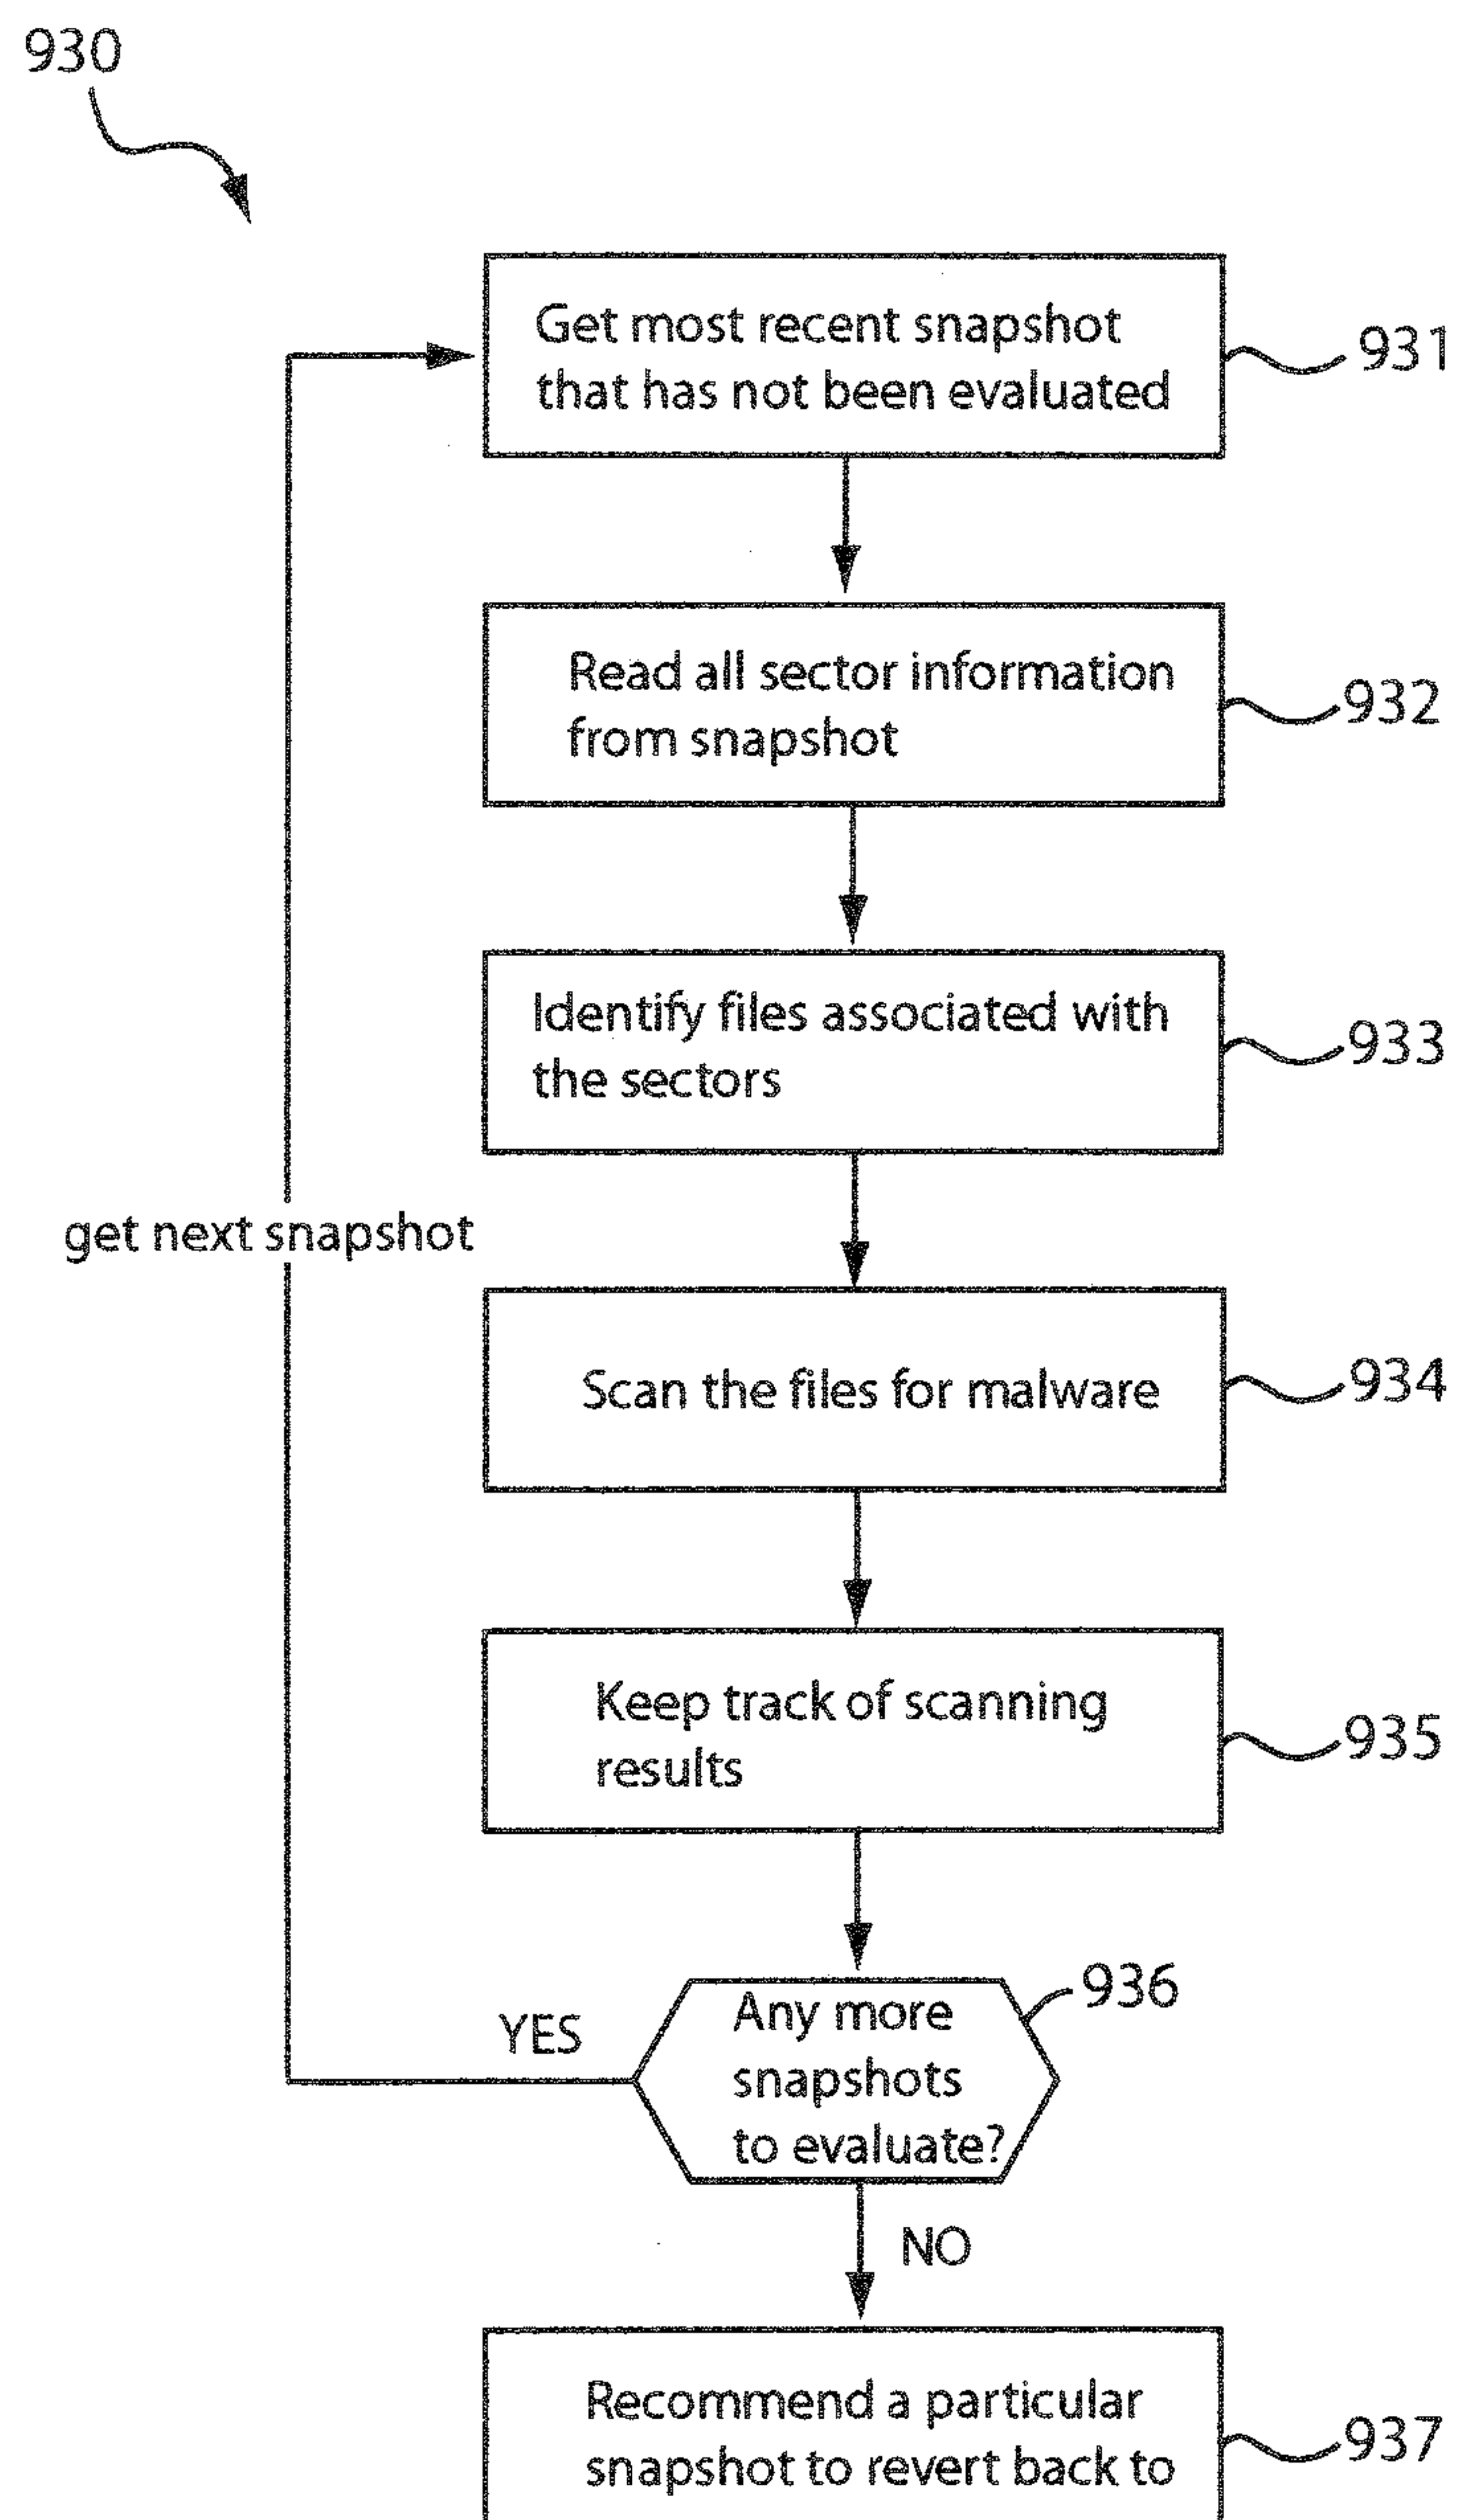 930
Get most recent snapshot
that has not been evaluated
931
Read all sector information
from snapshot
932
Identify files associated with
the sectors
933
get next snapshot
Scan the files for malware
934
Keep track of scanning
results
935
Any more
snapshots
to evaluate?
936
YES
NO
Recommend a particular
snapshot to revert back to
937